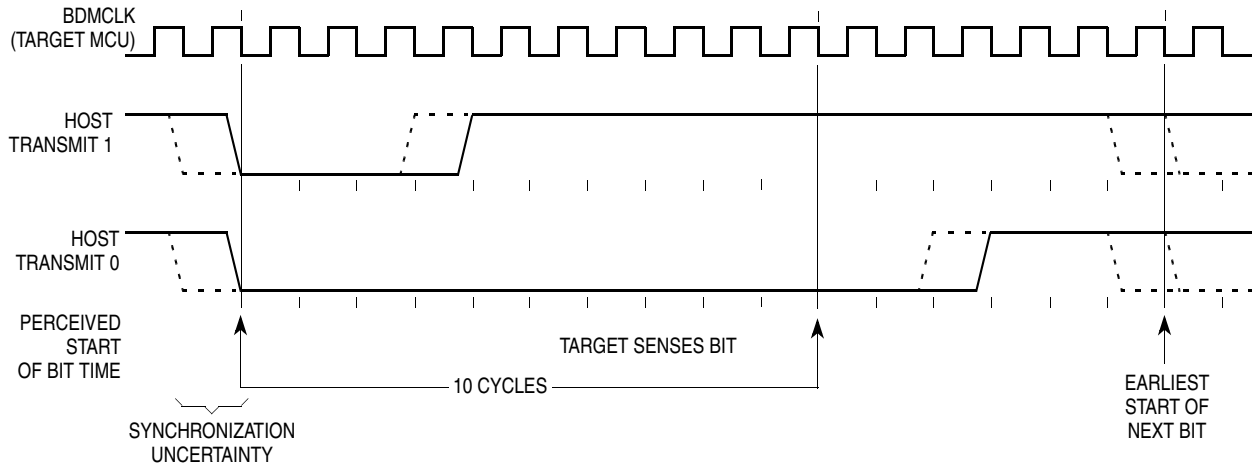 BDMCLK
(TARGET MCU)
HOST
TRANSMIT 1
HOST
TRANSMIT 0
PERCEIVED
START
OF BIT TIME
TARGET SENSES BIT
10 CYCLES
EARLIEST
START OF
NEXT BIT
SYNCHRONIZATION
UNCERTAINTY